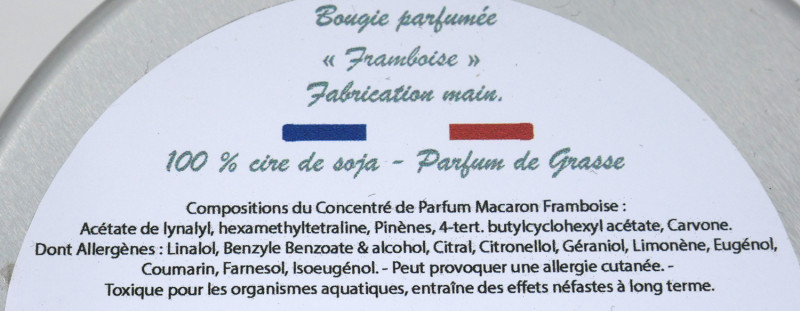 Bougie parfumée
« Framboise »
Fabrication main.
100 % cire de soja - Parfum de Grasse
Compositions du Concentré de Parfum Macaron Framboise :
Acétate de lynalyl, hexamethyltetraline, Pinènes, 4-tert. butylcyclohexyl acétate, Carvone.
Dont Allergènes : Linalol, Benzyle Benzoate & alcohol, Citral, Citronellol, Géraniol, Limonène, Eugénol,
Coumarin, Farnesol, Isoeugénol. - Peut provoquer une allergie cutanée. -
Toxique pour les organismes aquatiques, entraîne des effets néfastes à long terme.